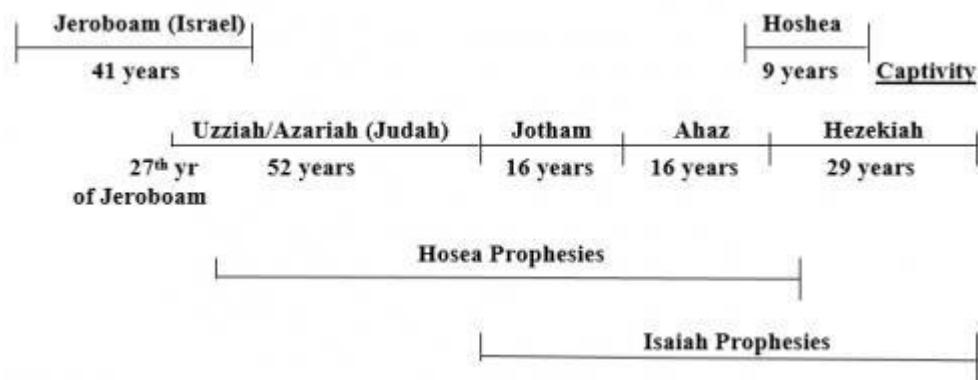 Jeroboam (Israel) Hoshea
41 years 9 years Captivity
Uzziah/Azariah (Judah) Jotham Ahaz Hezekiah
27th yr 52 years 16 years 16 years 29 years
of Jeroboam
Hosea Prophesies
Isaiah Prophesies